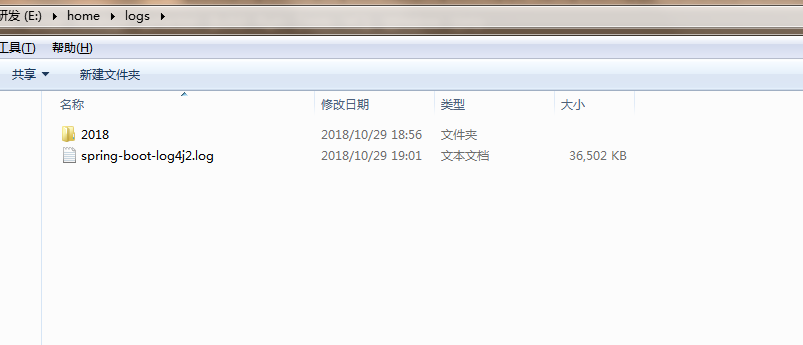 研发 (E:) ▸ home ▸ logs ▸
工具(T) 帮助(H)
共享 新建文件夹
名称 修改日期 类型 大小
2018 2018/10/29 18:56 文件夹
spring-boot-log4j2.log 2018/10/29 19:01 文本文档 36,502 KB